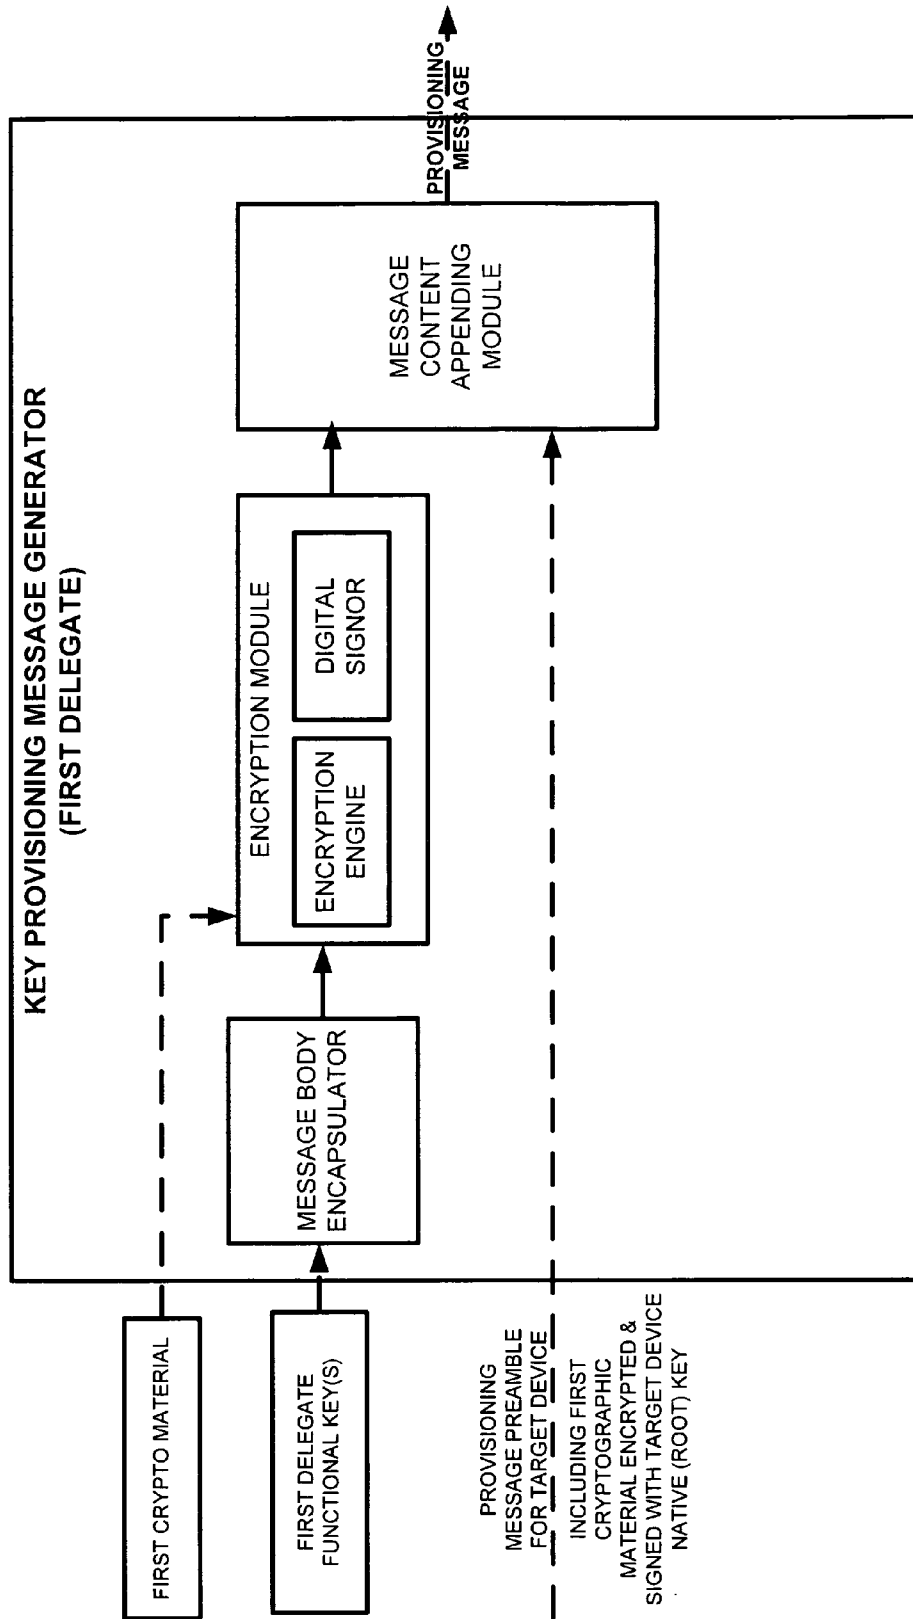 KEY PROVISIONING MESSAGE GENERATOR
(FIRST DELEGATE)
FIRST CRYPTO MATERIAL
FIRST DELEGATE
FUNCTIONAL KEY(S)
MESSAGE BODY
ENCAPSULATOR
ENCRYPTION MODULE
ENCRYPTION
ENGINE
DIGITAL
SIGNOR
MESSAGE
CONTENT
APPENDING
MODULE
PROVISIONING
MESSAGE
PROVISIONING
MESSAGE PREAMBLE
FOR TARGET DEVICE
INCLUDING FIRST
CRYPTOGRAPHIC
MATERIAL ENCRYPTED &
SIGNED WITH TARGET DEVICE
NATIVE (ROOT) KEY